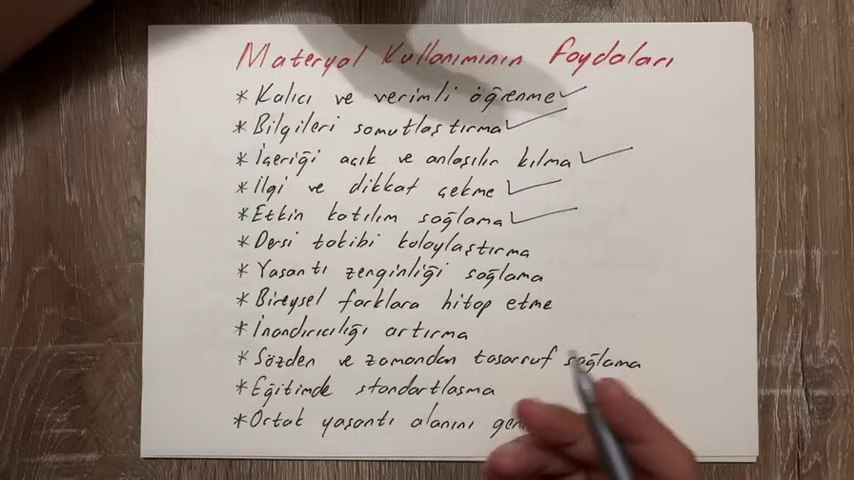 Materyal Kullanımının Faydaları
* Kalıcı ve verimli öğrenme ✓
* Bilgileri somutlaştırma ✓
* İçeriği açık ve anlaşılır kılma ✓
* İlgi ve dikkat çekme ✓
* Etkin katılım sağlama ✓
* Dersi takibi kolaylaştırma
* Yaşantı zenginliği sağlama
* Bireysel farklara hitap etme
* İnandırıcılığı artırma
* Sözden ve zamandan tasarruf sağlama
* Eğitimde standartlaşma
* Ortak yaşantı alanını